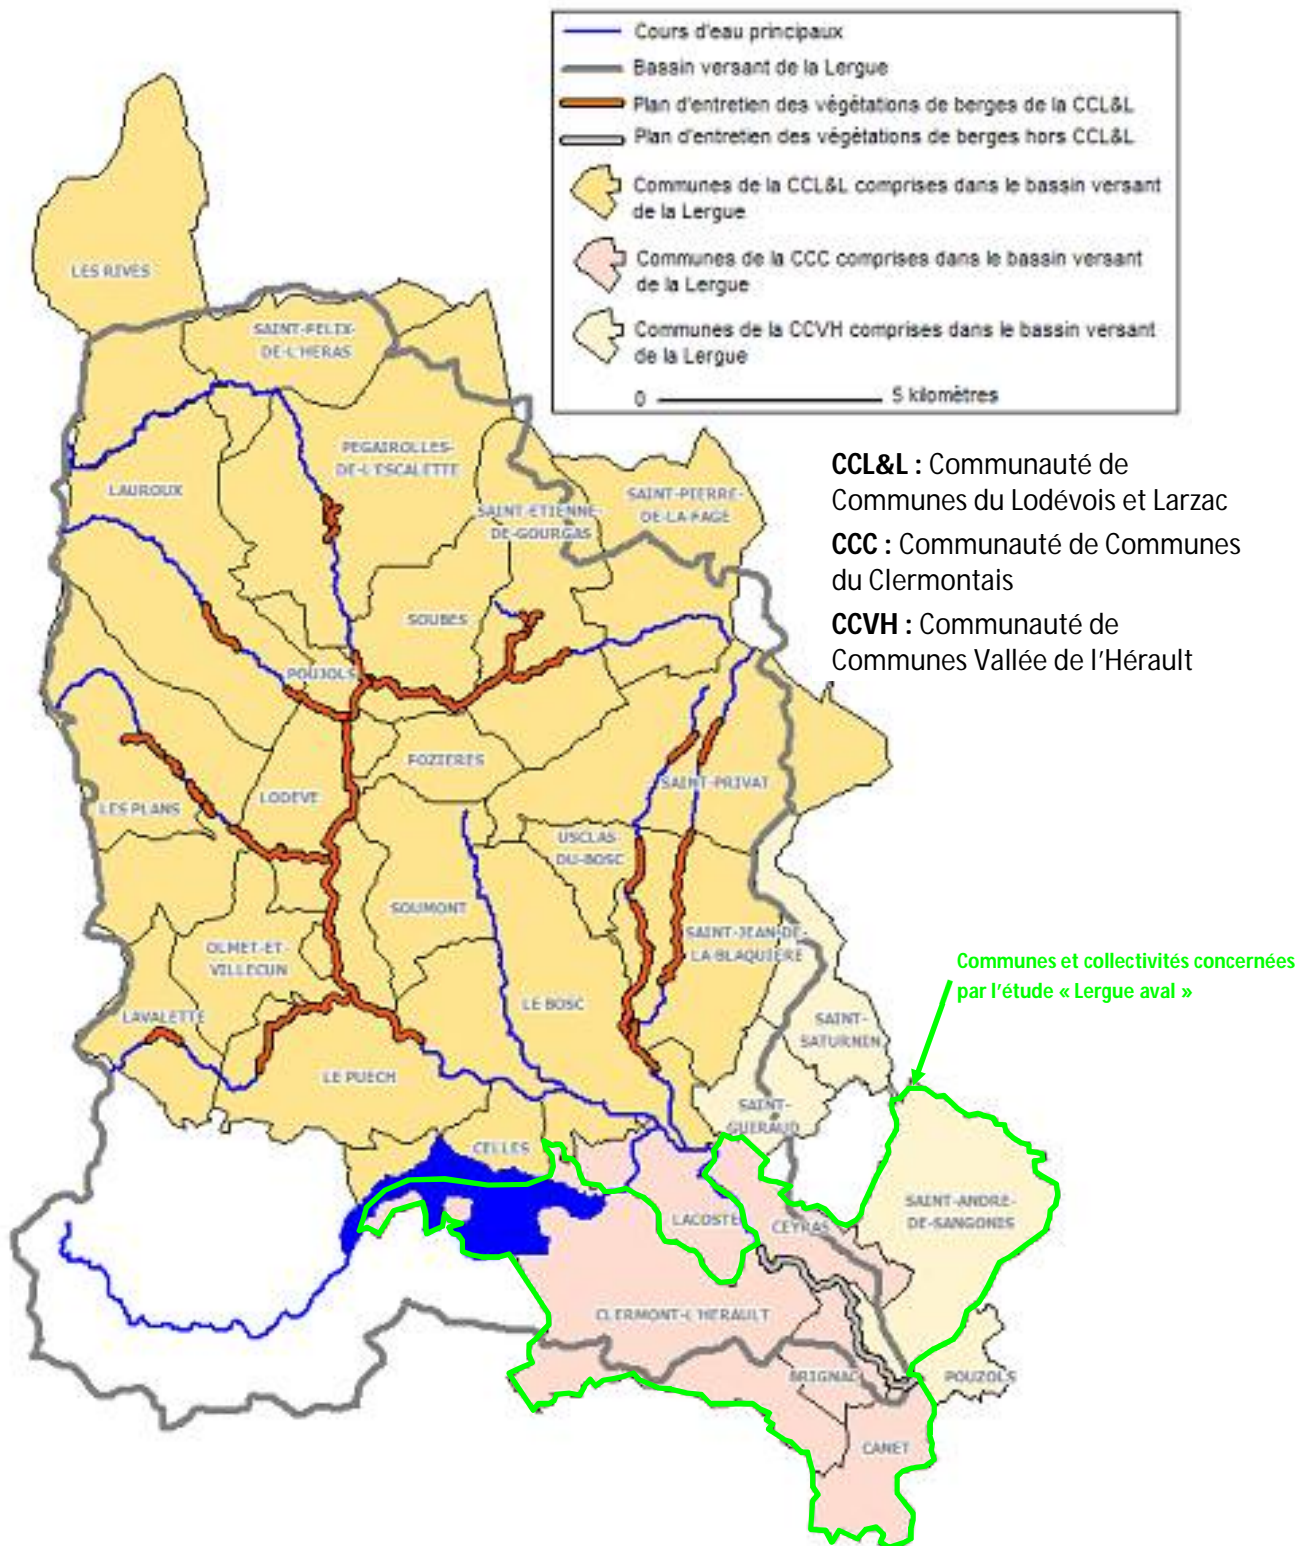 Cours d'eau principaux
Bassin versant de la Lergue
Plan d'entretien des végétations de berges de la CCL&L
Plan d'entretien des végétations de berges hors CCL&L
Communes de la CCL&L comprises dans le bassin versant
de la Lergue
Communes de la CCC comprises dans le bassin versant
de la Lergue
Communes de la CCVH comprises dans le bassin versant
de la Lergue
0 5 kilomètres
CCL&L : Communauté de
Communes du Lodévois et Larzac
CCC : Communauté de Communes
du Clermontais
CCVH : Communauté de
Communes Vallée de l'Hérault
LES RIVES
SAINT-FELIX-
DE-L'HERAS
PEGAIROLLES-
DE-L'ESCALETTE
LAUROUX
SAINT-ETIENNE-
DE-GOURGAS
SAINT-PIERRE-
DE-LA-FAGE
SOUBES
POUJOLS
FOZIERES
SAINT-PRIVAT
LES PLANS
LODEVE
USCLAS-
DU-BOSC
SOUMONT
SAINT-JEAN-DE-
LA-BLAQUIERE
OLMET-ET-
VILLECUN
LE BOSC
LAVALETTE
SAINT-
SATURNIN
LE PUECH
SAINT-
GUIRAUD
CELLES
Communes et collectivités concernées
par l'étude « Lergue aval »
LACOSTE
CEYRAS
SAINT-ANDRE-
DE-SANGONIS
CLERMONT-L'HERAULT
BRIGNAC
POUZOLS
CANET